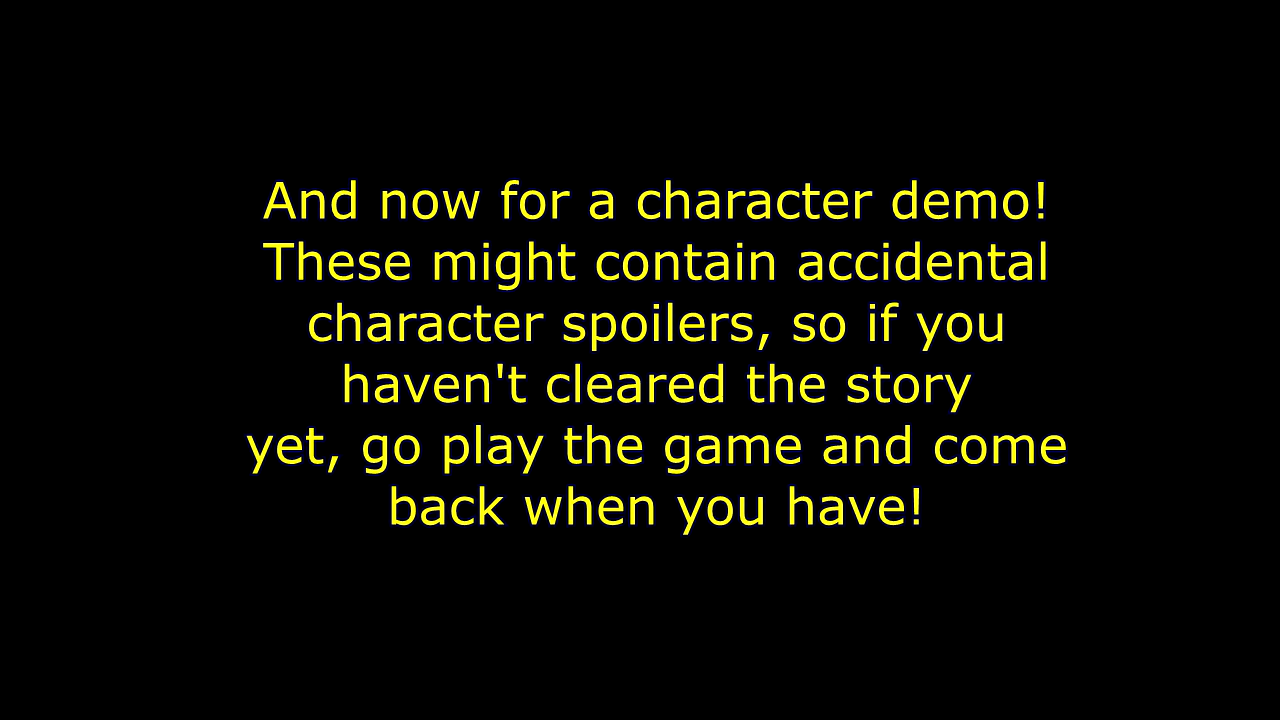 And now for a character demo!
These might contain accidental
character spoilers, so if you
haven't cleared the story
yet, go play the game and come
back when you have!